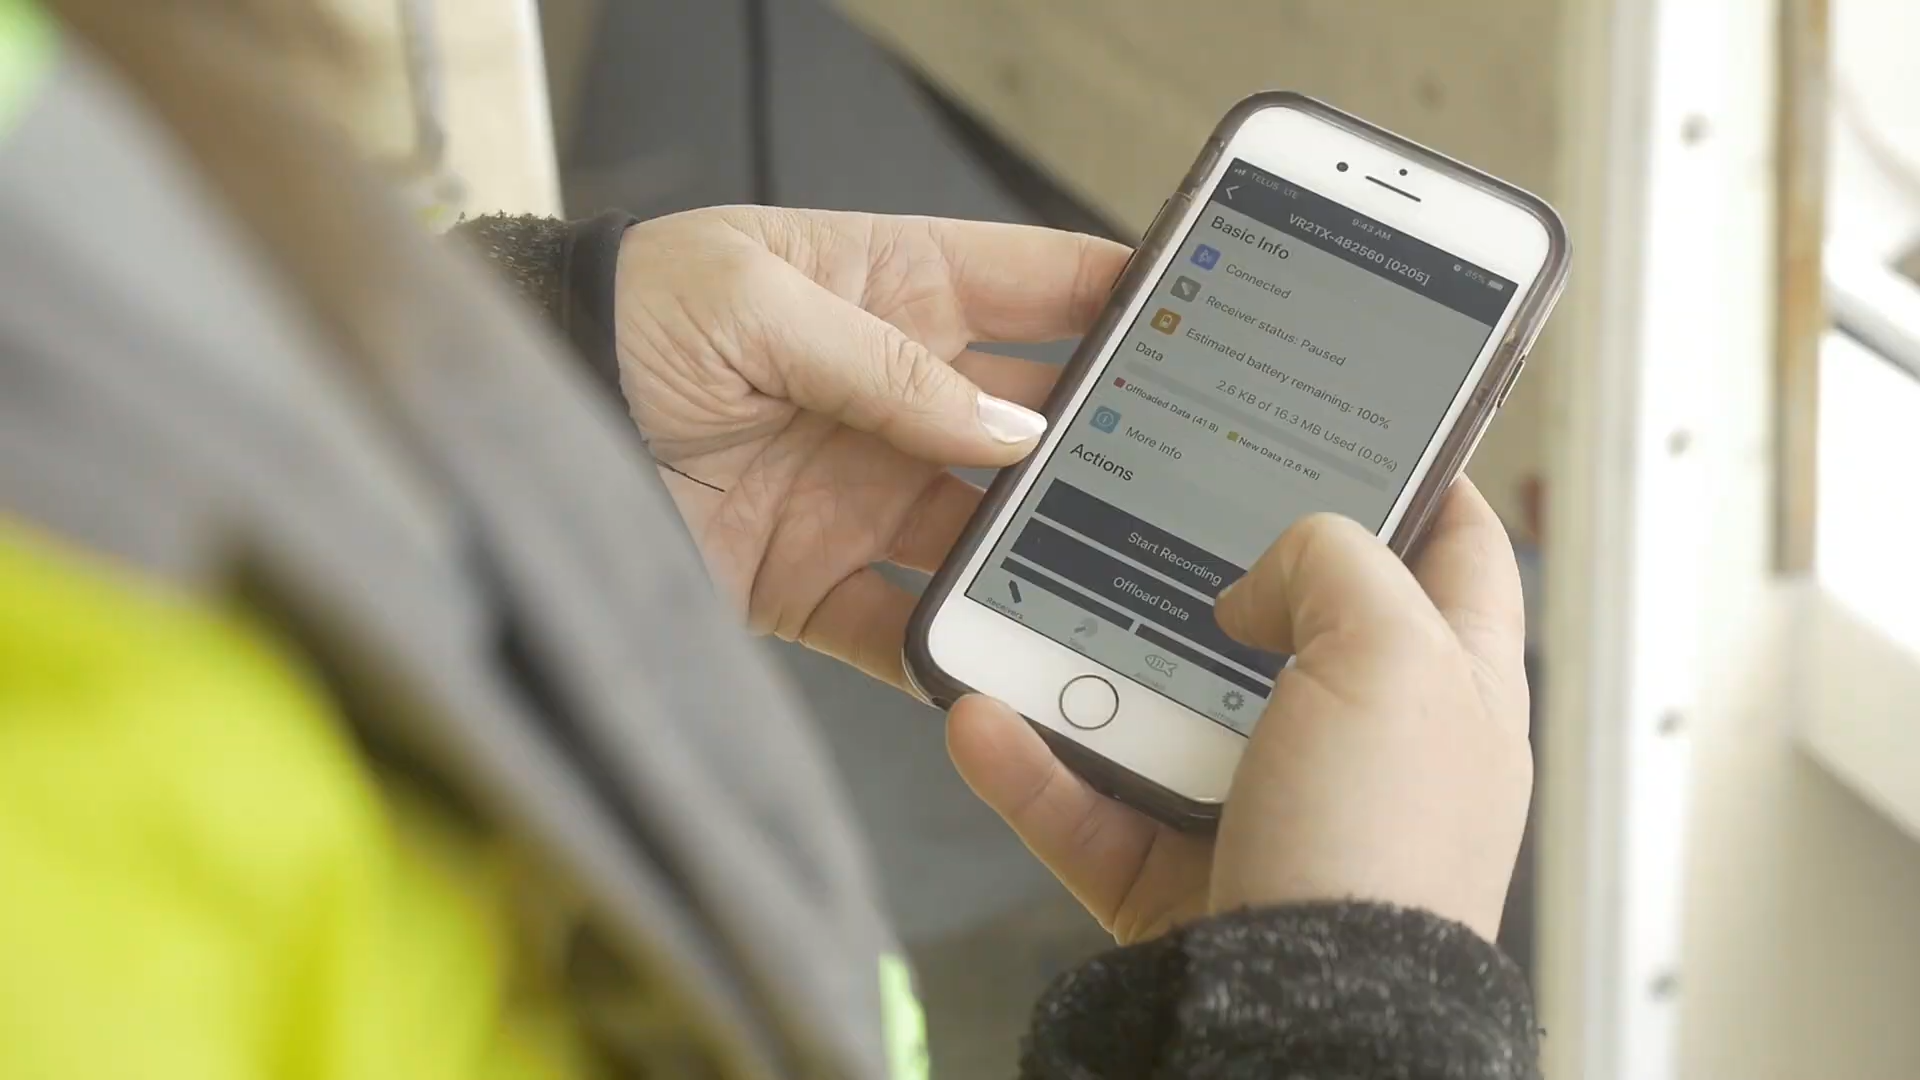 TELUS LTE
9:43 AM
85%
VR2TX-482560 [0205]
Basic Info
Connected
Receiver status: Paused
Estimated battery remaining: 100%
Data
2.6 KB of 16.3 MB Used (0.0%)
Offloaded Data (41 B) New Data (2.6 KB)
More Info
Actions
Start Recording
Offload Data
Receivers